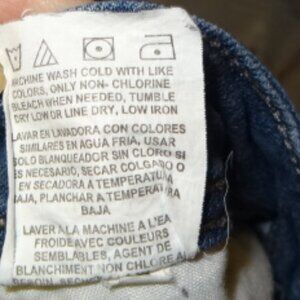 MACHINE WASH COLD WITH LIKE
COLORS, ONLY NON- CHLORINE
BLEACH WHEN NEEDED, TUMBLE
DRY LOW OR LINE DRY, LOW IRON
LAVAR EN LAVADORA CON COLORES
SIMILARES EN AGUA FRIA, USAR
SOLO BLANQUEADOR SIN CLORO SI
ES NECESARIO, SECAR COLGADO O
EN SECADORA A TEMPERATURA
BAJA, PLANCHAR A TEMPERATURA
BAJA
LAVER A LA MACHINE A L'EA
FROIDE AVEC COULEURS
SEMBLABLES, AGENT DE
BLANCHIMENT NON CHLORE A
BESOIN,